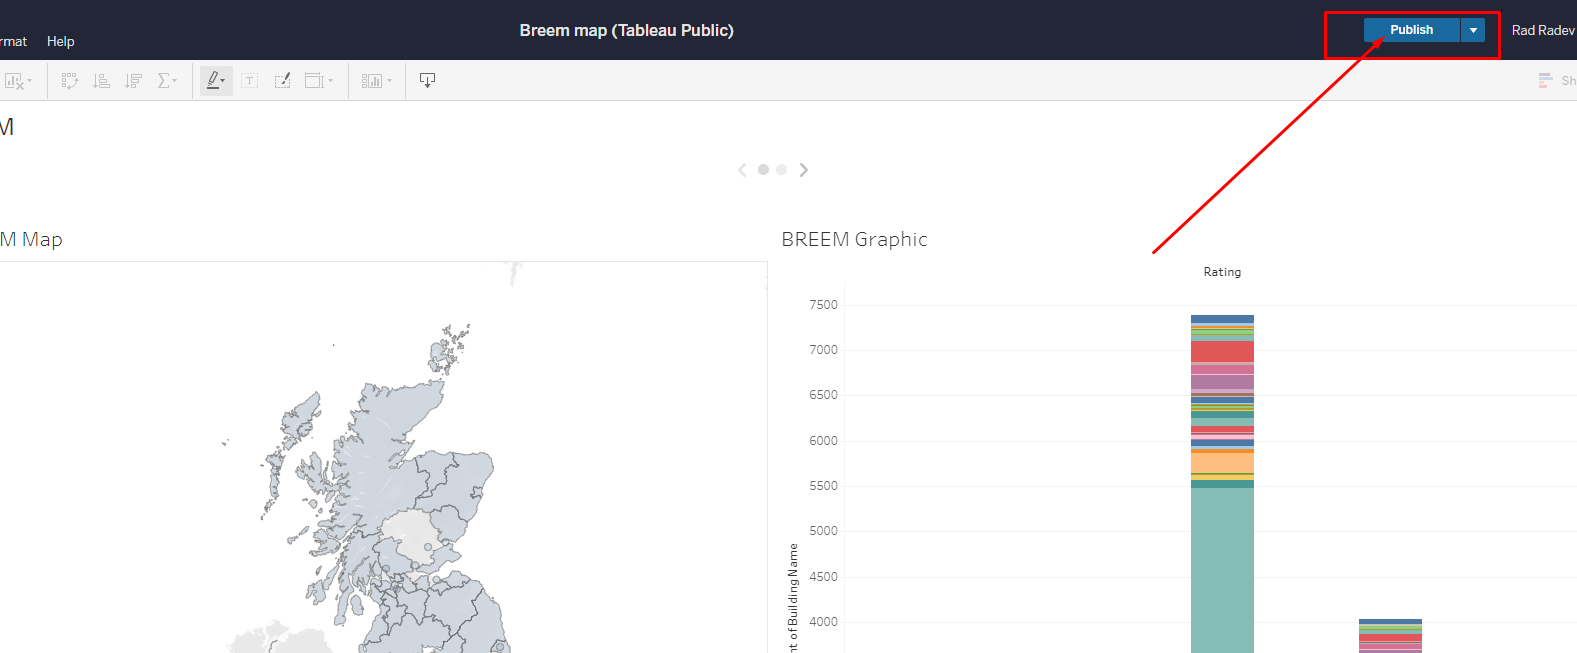 Breem map (Tableau Public)
Publish
Rad Radev
rmat Help
Sh
M
M Map
BREEM Graphic
Rating
7500
7000
6500
6000
5500
5000
4500
4000
nt of Building Name